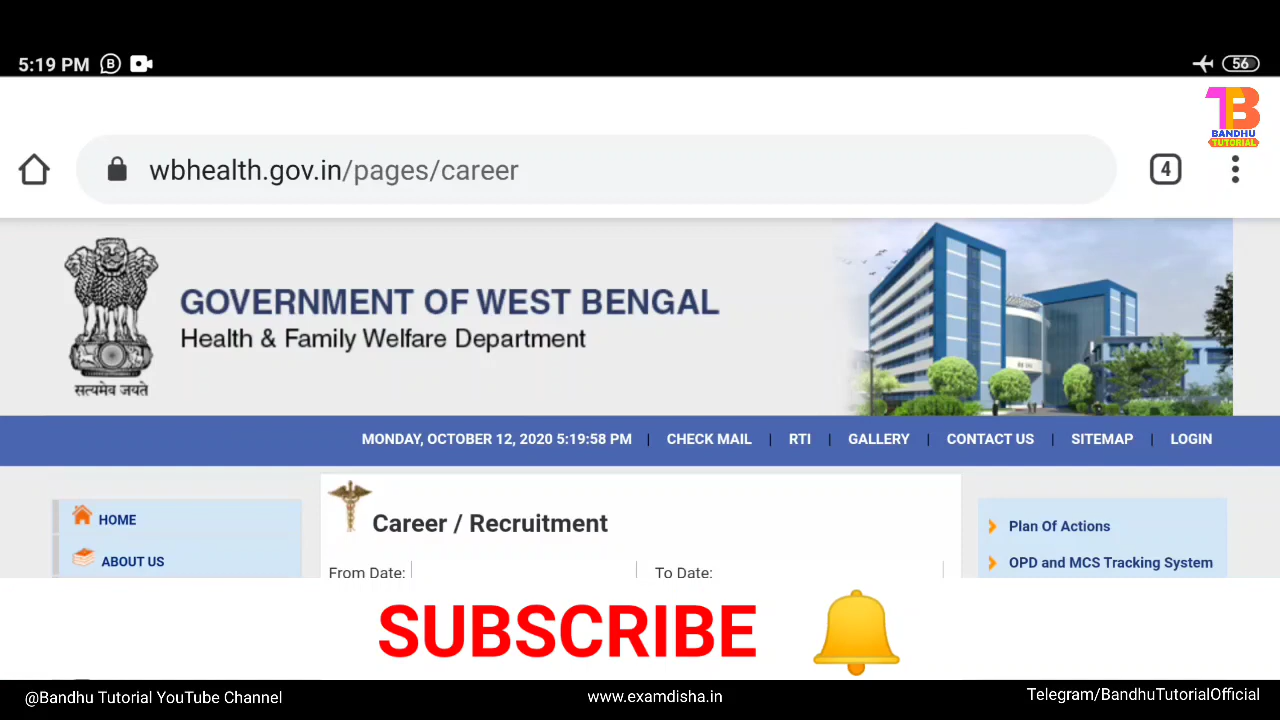 5:19 PM
56
TB
BANDHU
TUTORIAL
wbhealth.gov.in/pages/career
4
GOVERNMENT OF WEST BENGAL
Health & Family Welfare Department
सत्यमेव जयते
MONDAY, OCTOBER 12, 2020 5:19:58 PM | CHECK MAIL | RTI | GALLERY | CONTACT US | SITEMAP | LOGIN
HOME
ABOUT US
Career / Recruitment
From Date:
To Date:
Plan Of Actions
OPD and MCS Tracking System
SUBSCRIBE
@Bandhu Tutorial YouTube Channel
www.examdisha.in
Telegram/BandhuTutorialOfficial